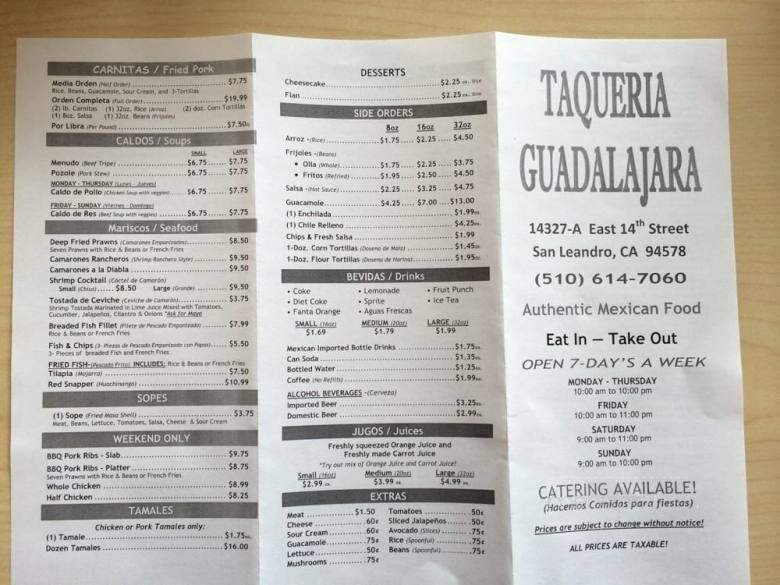 CARNITAS / Fried Pork
Media Orden (Half Order) $7.75
Rice, Beans, Guacamole, Sour Cream, and 3-Tortillas
Orden Completa (Full Order) $19.99
(2) lb. Carnitas (1) 32oz. Rice (Arroz) (2) doz. Corn Tortillas
(1) 8oz. Salsa (1) 32oz. Beans (Frijoles)
Por Libra (Per Pound) $7.50
CALDOS / Soups
SMALL LARGE
Menudo (Beef Tripe) $6.75 $7.75
Pozole (Pork Stew) $6.75 $7.75
MONDAY - THURSDAY (Lunes - Jueves)
Caldo de Pollo (Chicken Soup with veggies) $6.75 $7.75
FRIDAY - SUNDAY (Viernes - Domingo)
Caldo de Res (Beef Soup with veggies) $6.75 $7.75
Mariscos / Seafood
Deep Fried Prawns (Camarones Empanizados) $8.50
Seven Prawns with Rice & Beans or French Fries
Camarones Rancheros (Shrimp Ranchero Style) $9.50
Camarones a la Diabla $9.50
Shrimp Cocktail (Cóctel de Camarón)
Small (Chico) $8.50 Large (Grande) $9.50
Tostada de Ceviche (Ceviche de Camarón) $3.75
Shrimp Tostada Marinated in Lime Juice Mixed with Tomatoes,
Cucumber, Jalapeños, Cilantro & Onions *Ask for Mayo
Breaded Fish Fillet (Filete de Pescado Empanizado) $7.99
Rice & Beans or French Fries
Fish & Chips (3- Piezas de Pescado Empanizado con Papas) $5.50
3- Pieces of breaded Fish and French Fries
FRIED FISH-(Pescado Frito) INCLUDES: Rice & Beans or French Fries
Tilapia (Mojarra) $7.50
Red Snapper (Huachinango) $10.99
SOPES
(1) Sope (Fried Masa Shell) $3.75
Meat, Beans, Lettuce, Tomatoes, Salsa, Cheese & Sour Cream
WEEKEND ONLY
BBQ Pork Ribs - Slab $9.75
BBQ Pork Ribs - Platter $8.75
Seven Prawns with Rice & Beans or French Fries
Whole Chicken $8.99
Half Chicken $8.25
TAMALES
Chicken or Pork Tamales only:
(1) Tamale $1.75ea.
Dozen Tamales $16.00
DESSERTS
Cheesecake $2.25 ea. Slice
Flan $2.25 ea. Slice
SIDE ORDERS
8oz 16oz 32oz
Arroz -(Rice) $1.75 $2.25 $4.50
Frijoles -(Beans)
• Olla (Whole) $1.75 $2.25 $3.75
• Fritos (Refried) $1.95 $2.50 $4.50
Salsa -(Hot Sauce) $2.25 $3.25 $4.75
Guacamole $4.25 $7.00 $13.00
(1) Enchilada $1.99ea.
(1) Chile Relleno $4.25ea.
Chips & Fresh Salsa $1.99
1-Doz. Corn Tortillas (Doseno de Maiz) $1.45
1-Doz. Flour Tortillas (Doseno de Harina) $1.95
BEVIDAS / Drinks
• Coke • Lemonade • Fruit Punch
• Diet Coke • Sprite • Ice Tea
• Fanta Orange • Aguas Frescas
SMALL (16oz) MEDIUM (20oz) LARGE (32oz)
$1.69 $1.79 $1.99
Mexican Imported Bottle Drinks $1.75ea.
Can Soda $1.35ea.
Bottled Water $1.25ea.
Coffee (No Refills) $1.99ea.
ALCOHOL BEVERAGES -(Cerveza)
Imported Beer $3.25ea.
Domestic Beer $2.99ea.
JUGOS / Juices
Freshly squeezed Orange Juice and
Freshly made Carrot Juice
*Try our mix of Orange Juice and Carrot Juice!
Small (16oz) Medium (20oz) Large (32oz)
$2.99 ea. $3.99 ea. $4.99 ea.
EXTRAS
Meat $1.50
Cheese .60¢
Sour Cream .60¢
Guacamole .75¢
Lettuce .50¢
Mushrooms .75¢
Tomatoes .50¢
Sliced Jalapeños .50¢
Avocado (Slices) .75¢
Rice (Spoonful) .75¢
Beans (Spoonful) .75¢
TAQUERIA
GUADALAJARA
14327-A East 14th Street
San Leandro, CA 94578
(510) 614-7060
Authentic Mexican Food
Eat In — Take Out
OPEN 7-DAY'S A WEEK
MONDAY - THURSDAY
10:00 am to 10:00 pm
FRIDAY
10:00 am to 11:00 pm
SATURDAY
9:00 am to 11:00 pm
SUNDAY
9:00 am to 10:00 pm
CATERING AVAILABLE!
(Hacemos Comidas para fiestas)
Prices are subject to change without notice!
ALL PRICES ARE TAXABLE!